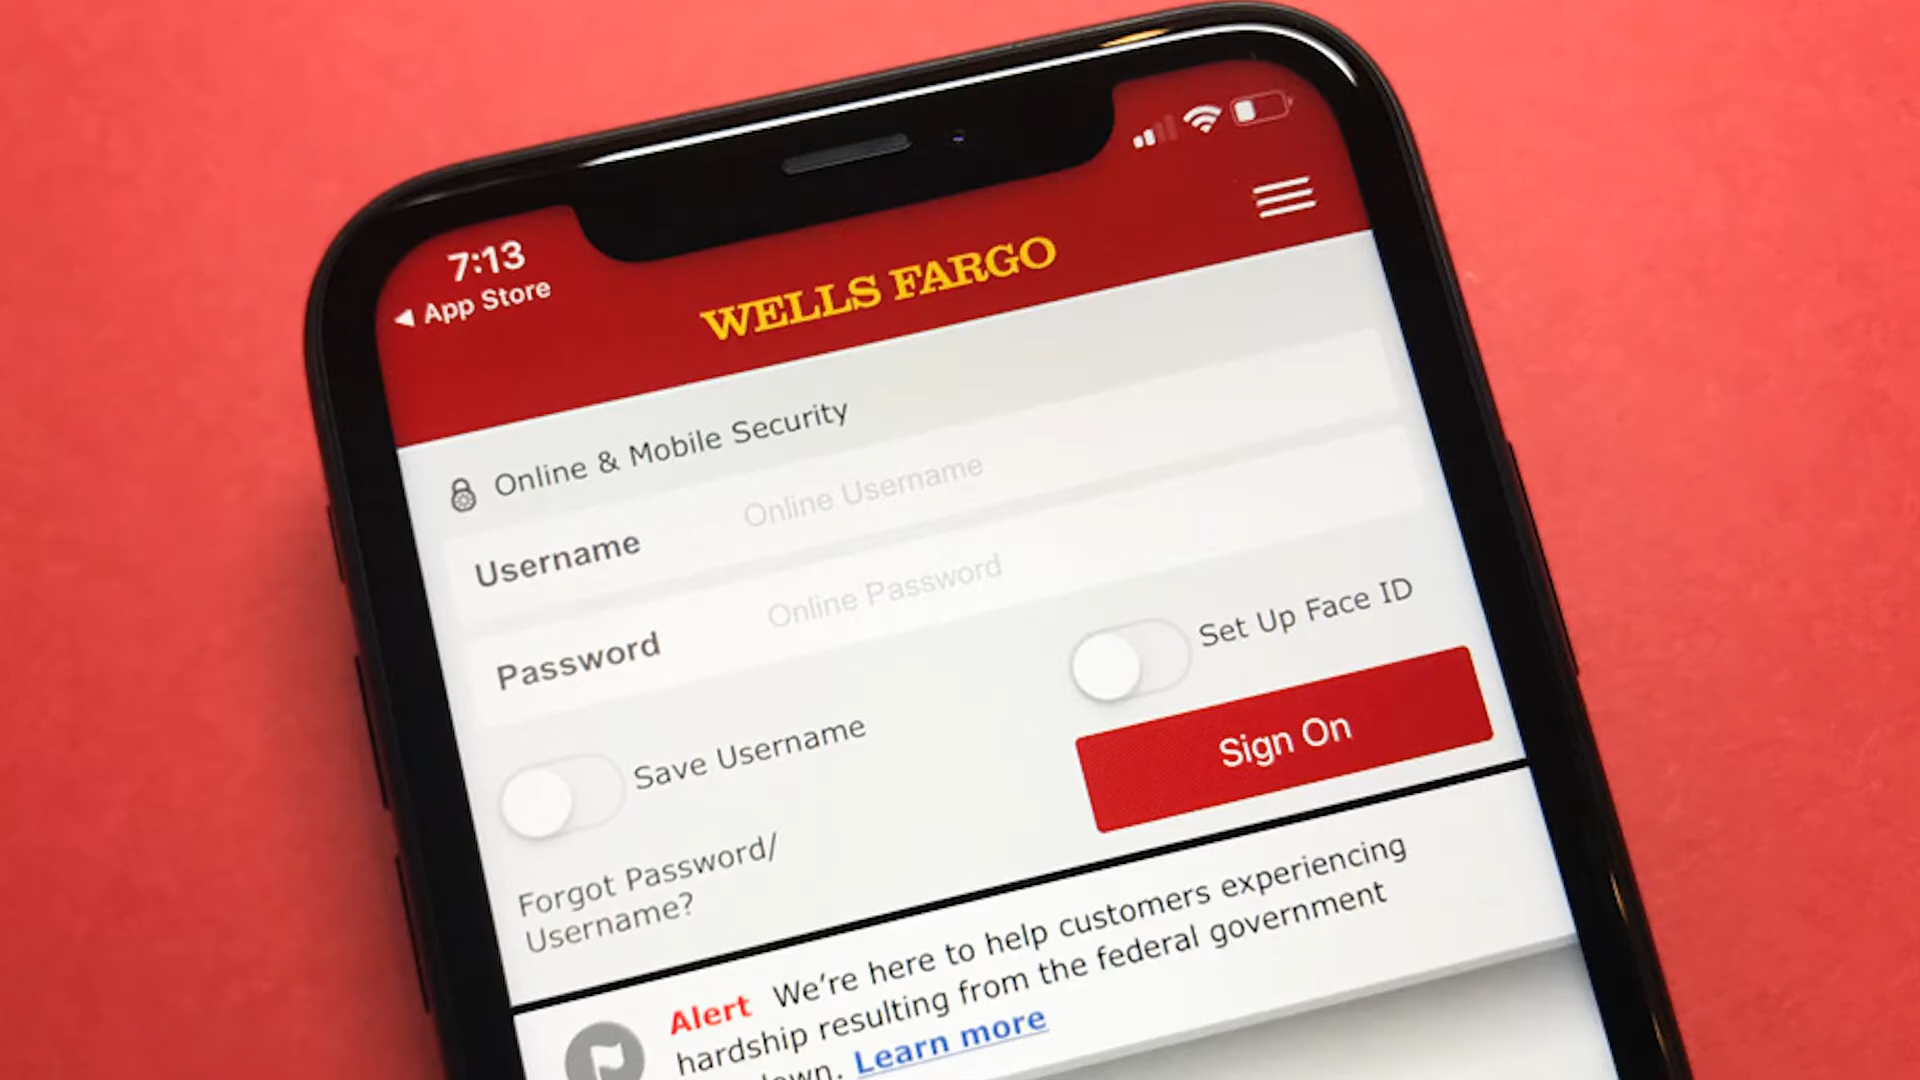 7:13
App Store
WELLS FARGO
Online & Mobile Security
Username Online Username
Password Online Password
Set Up Face ID
Save Username
Sign On
Forgot Password/
Username?
Alert We're here to help customers experiencing
hardship resulting from the federal government
Learn more